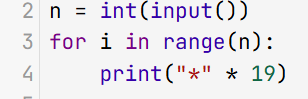 2 n = int(input())
3 for i in range(n):
4     print("*" * 19)